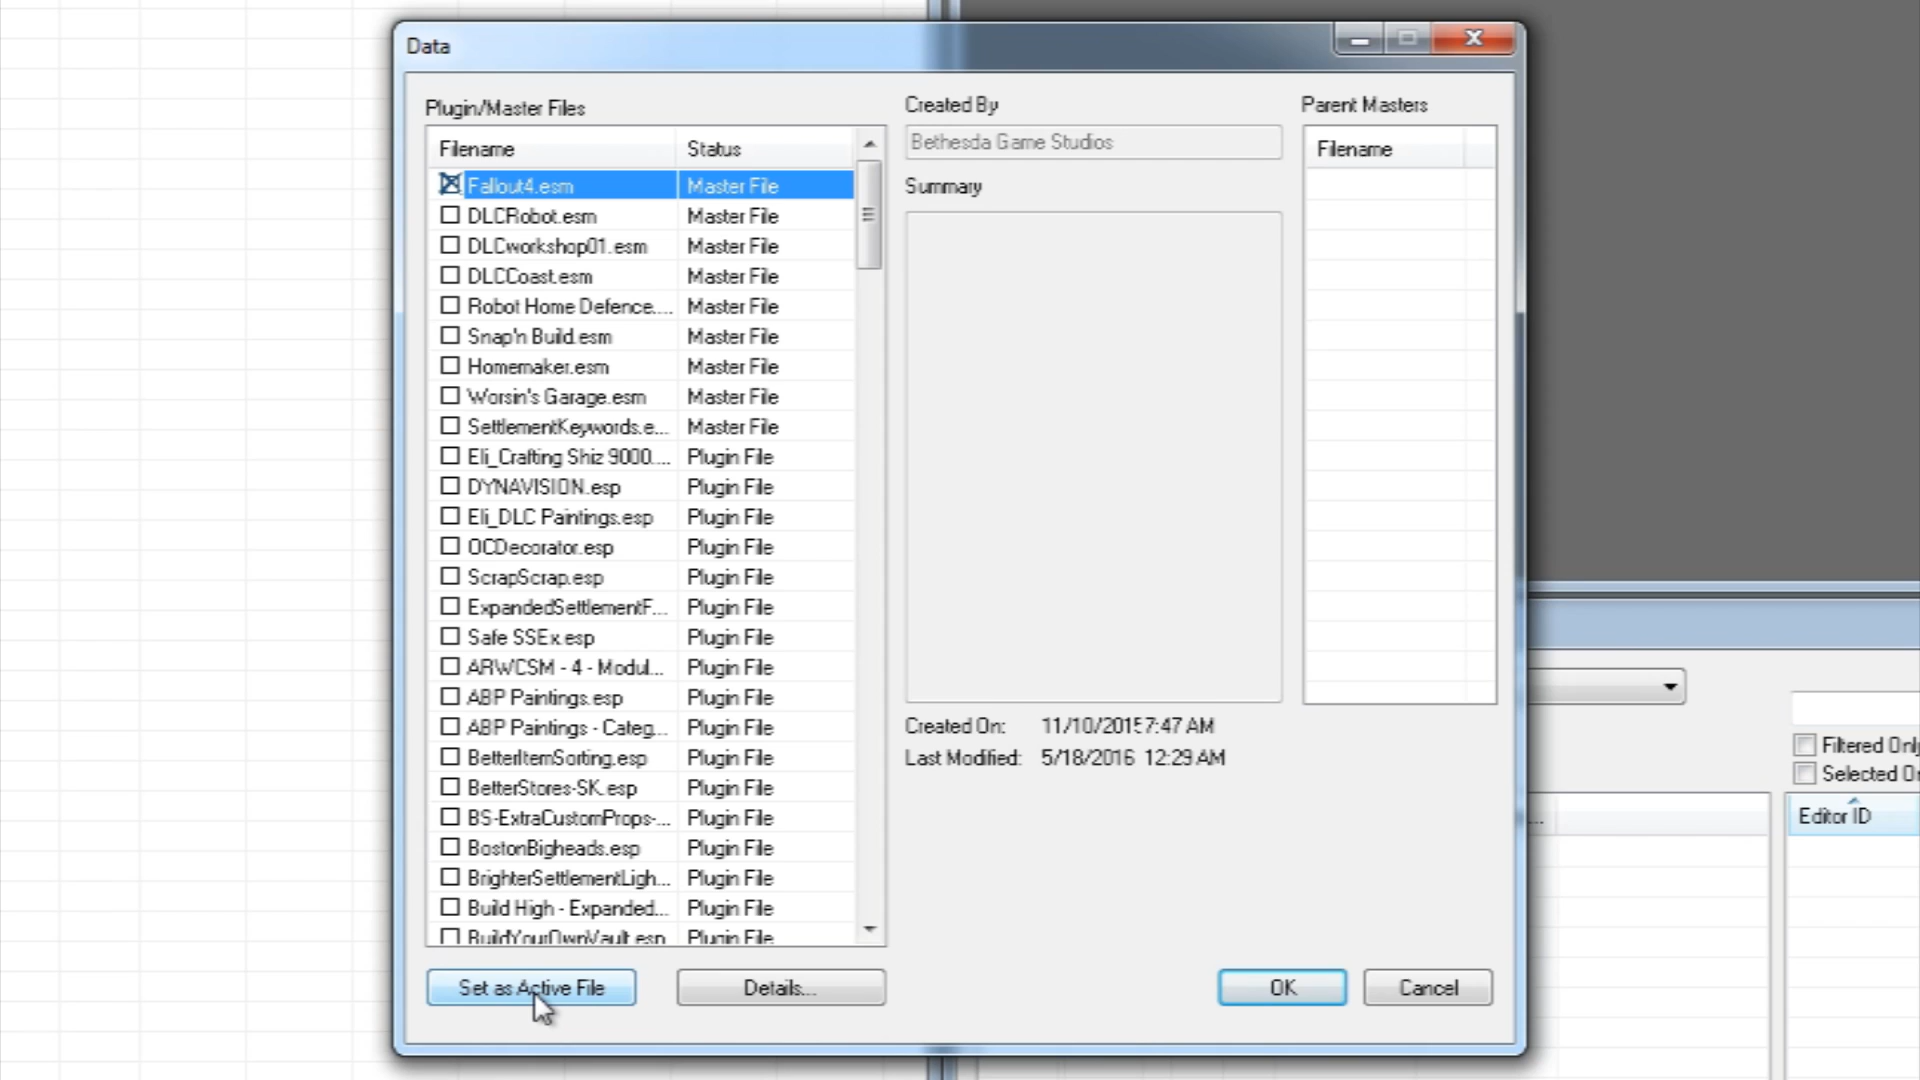 Data
Plugin/Master Files
Filename Status
Fallout4.esm Master File
DLCRobot.esm Master File
DLCworkshop01.esm Master File
DLCCoast.esm Master File
Robot Home Defence.... Master File
Snap'n Build.esm Master File
Homemaker.esm Master File
Worsin's Garage.esm Master File
SettlementKeywords.e... Master File
Eli_Crafting Shiz 9000.... Plugin File
DYNAVISION.esp Plugin File
Eli_DLC Paintings.esp Plugin File
OCDecorator.esp Plugin File
ScrapScrap.esp Plugin File
ExpandedSettlementF... Plugin File
Safe SSEx.esp Plugin File
ARWCSM - 4 - Modul... Plugin File
ABP Paintings.esp Plugin File
ABP Paintings - Categ... Plugin File
BetterItemSorting.esp Plugin File
BetterStores-SK.esp Plugin File
BS-ExtraCustomProps-... Plugin File
BostonBigheads.esp Plugin File
BrighterSettlementLigh... Plugin File
Build High - Expanded... Plugin File
BuildYourOwnVault.esp Plugin File
Set as Active File
Details...
Created By
Bethesda Game Studios
Summary
Created On: 11/10/2015 7:47 AM
Last Modified: 5/18/2016 12:29 AM
Parent Masters
Filename
OK
Cancel
Filtered Only
Selected On
...
Editor ID